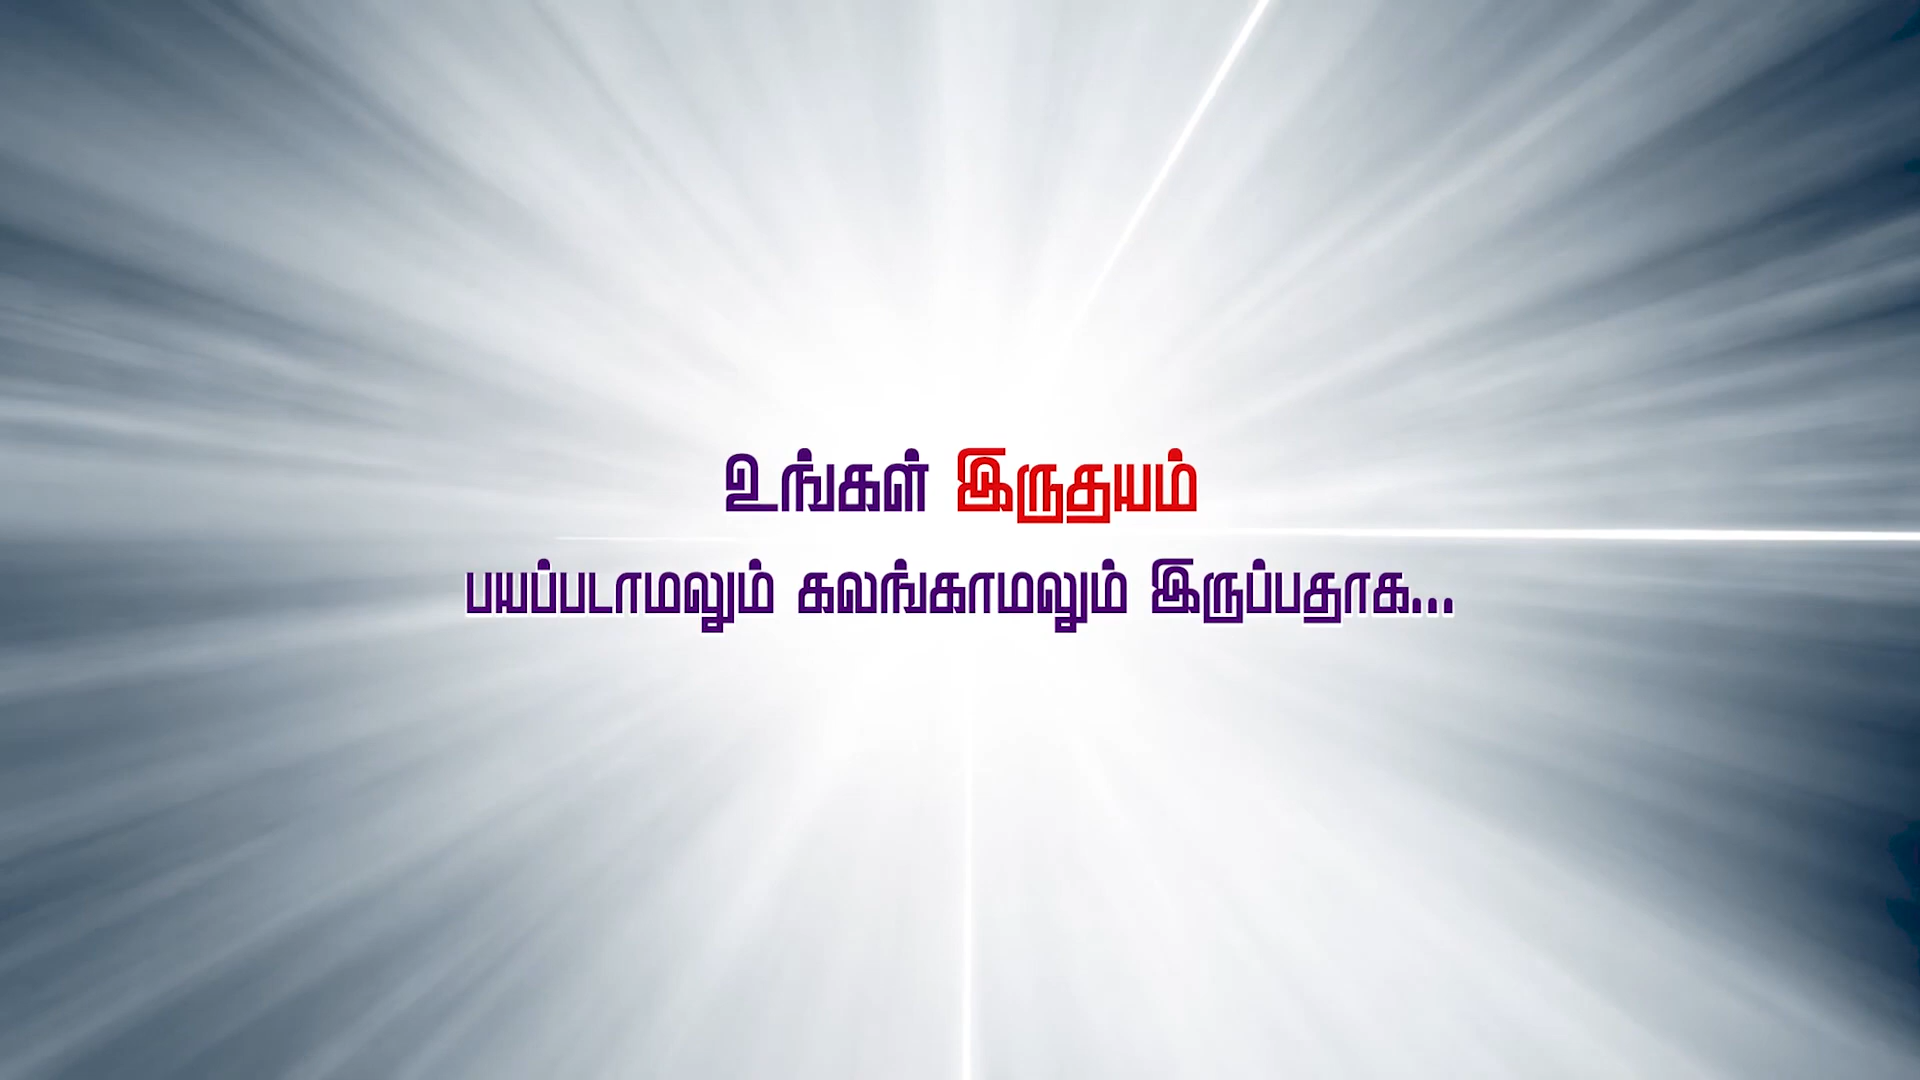 உங்கள் இருதயம்
பயப்படாமலும் கலங்காமலும் இருப்பதாக...